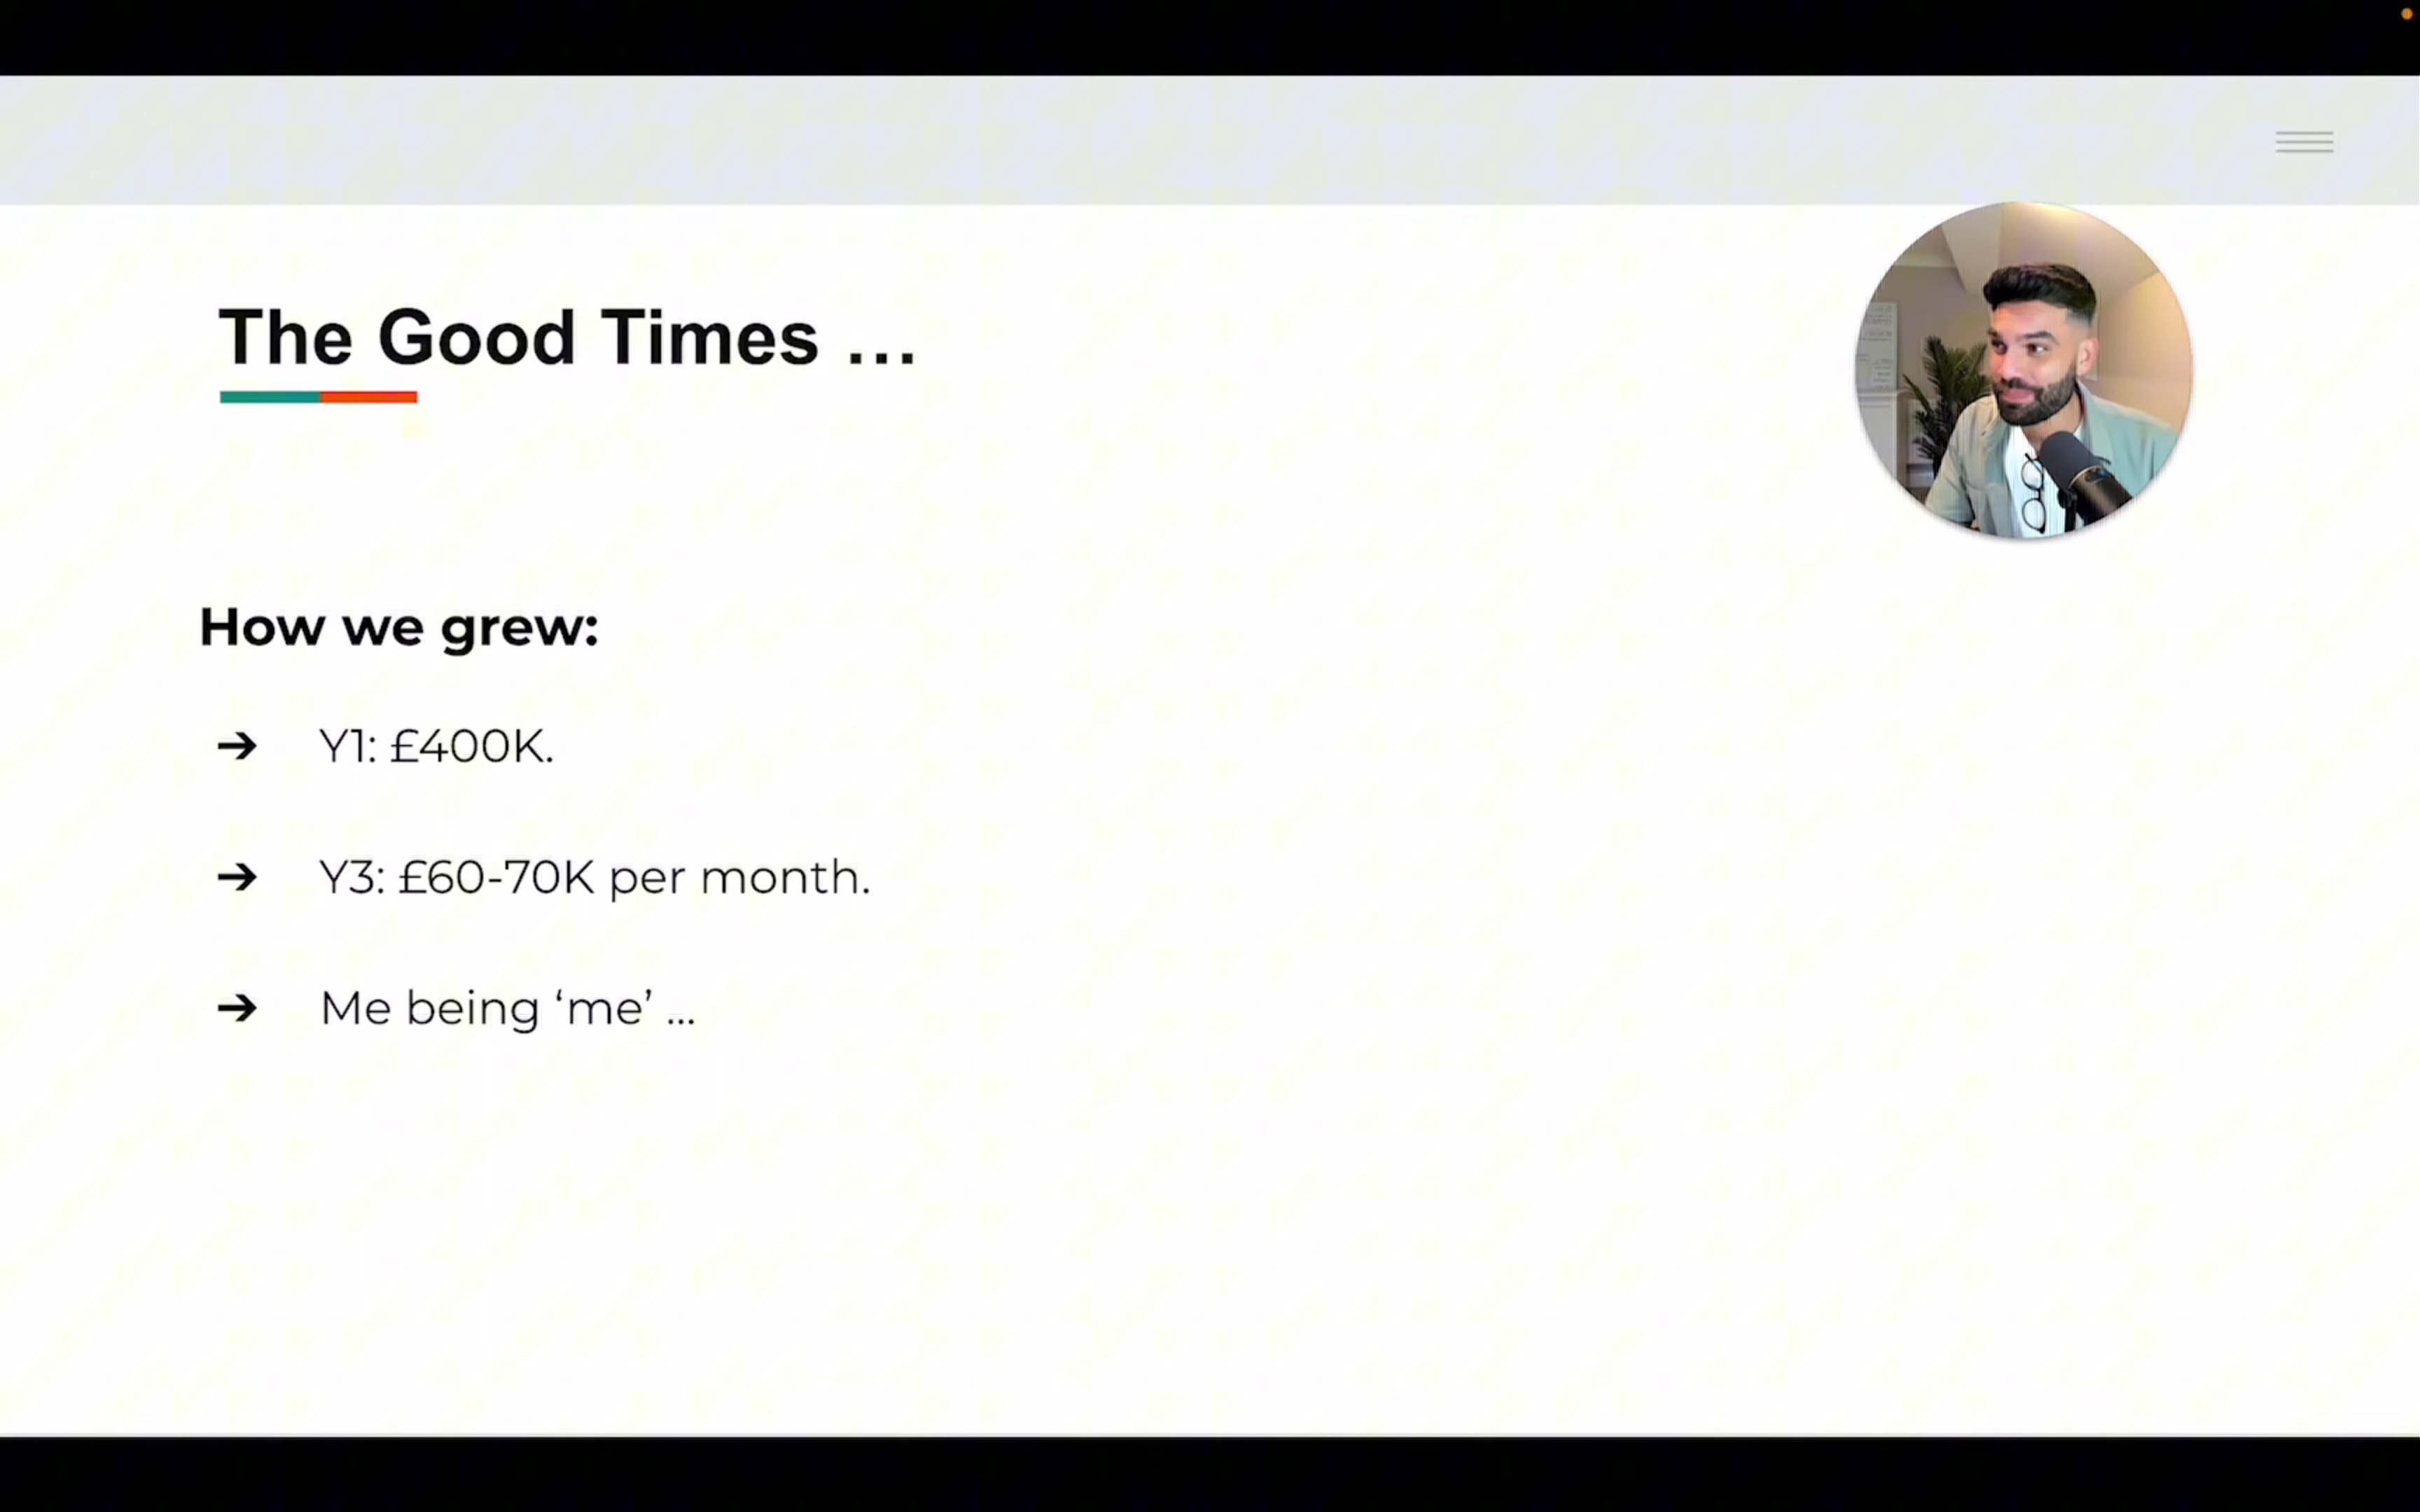 The Good Times ...
How we grew:
➔ Y1: £400K.
➔ Y3: £60-70K per month.
➔ Me being ‘me’ ...